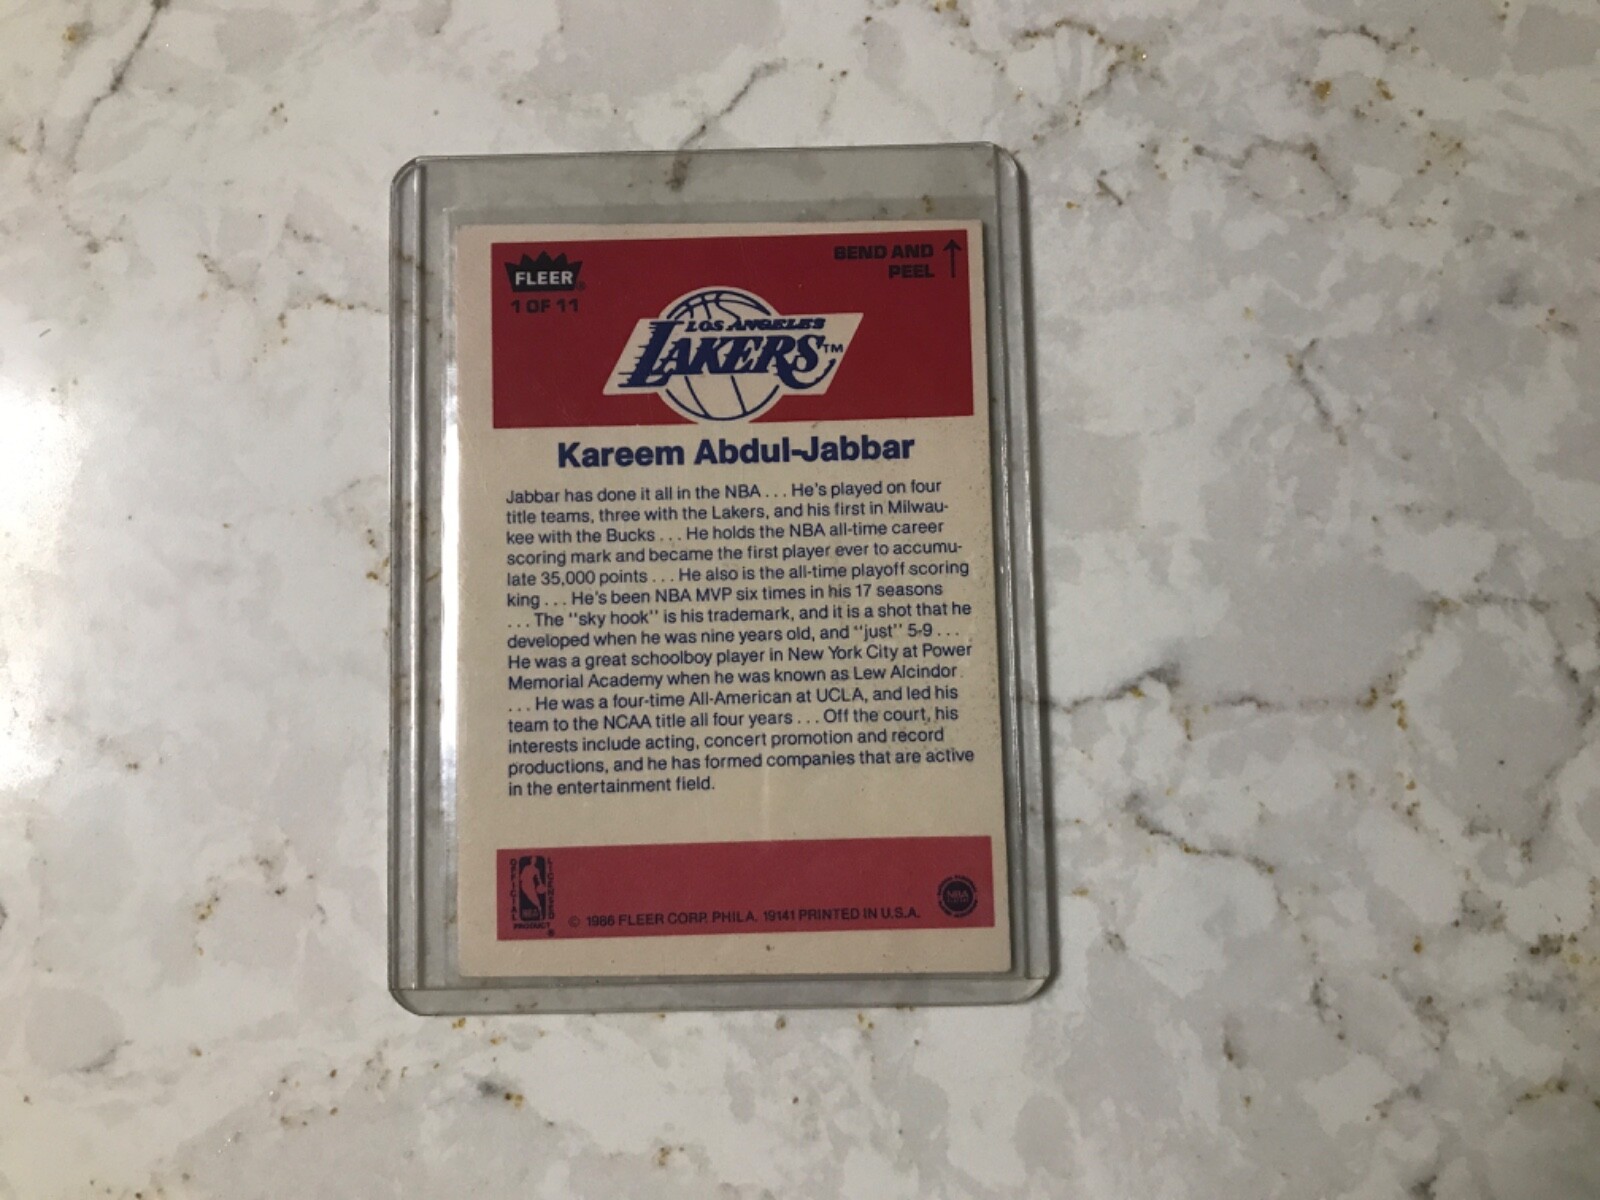 FLEER®
1 OF 11
BEND AND
PEEL
LOS ANGELES
LAKERS™
Kareem Abdul-Jabbar
Jabbar has done it all in the NBA . . . He's played on four
title teams, three with the Lakers, and his first in Milwau-
kee with the Bucks . . . He holds the NBA all-time career
scoring mark and became the first player ever to accumu-
late 35,000 points . . . He also is the all-time playoff scoring
king . . . He's been NBA MVP six times in his 17 seasons
. . . The "sky hook" is his trademark, and it is a shot that he
developed when he was nine years old, and "just" 5-9 . . .
He was a great schoolboy player in New York City at Power
Memorial Academy when he was known as Lew Alcindor
. . . He was a four-time All-American at UCLA, and led his
team to the NCAA title all four years . . . Off the court, his
interests include acting, concert promotion and record
productions, and he has formed companies that are active
in the entertainment field.
OFFICIAL
LICENSED
NBA
PRODUCT ®
© 1986 FLEER CORP. PHILA. 19141 PRINTED IN U.S.A.
NBA